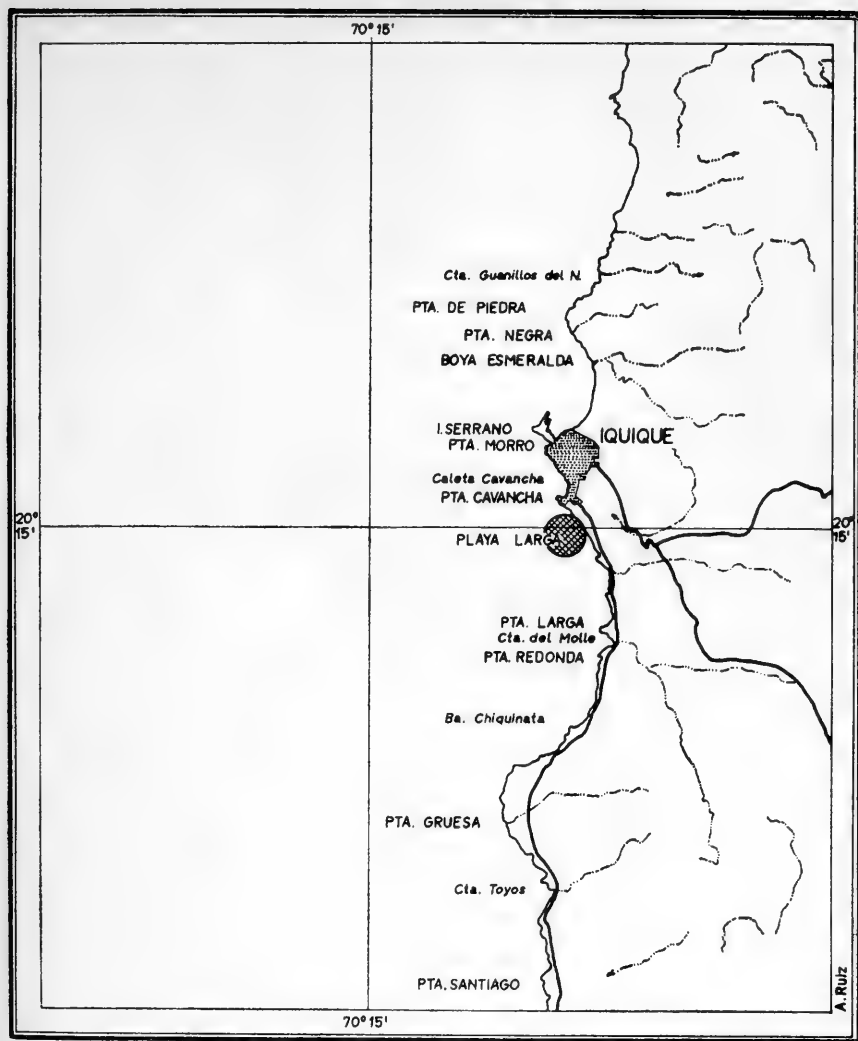 70° 15'
Cta. Guanillos del N.
PTA. DE PIEDRA
PTA. NEGRA
BOYA ESMERALDA
I. SERRANO
IQUIQUE
PTA. MORRO
Caleta Cavancha
PTA. CAVANCHA
20° 15'
20° 15'
PLAYA LARGA
PTA. LARGA
Cta. del Molle
PTA. REDONDA
Ba. Chiquinata
PTA. GRUESA
Cta. Toyos
PTA. SANTIAGO
A. Ruiz
70° 15'